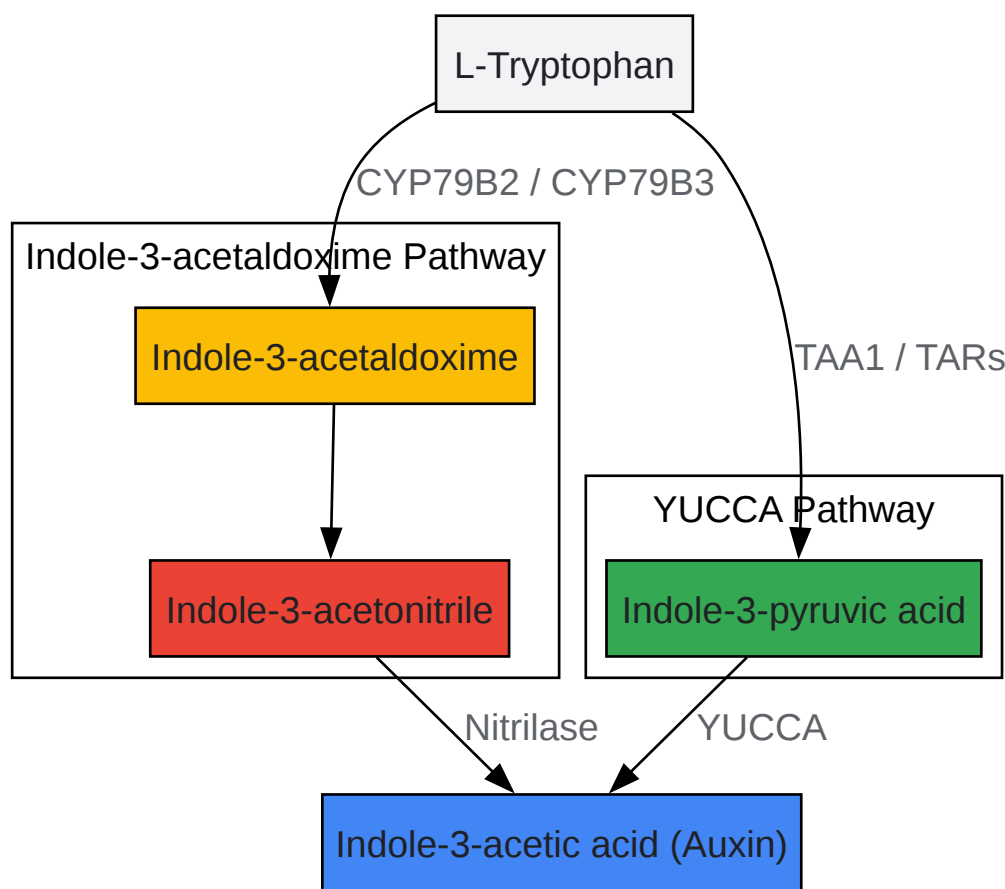 L-Tryptophan
CYP79B2 / CYP79B3
Indole-3-acetaldoxime Pathway
Indole-3-acetaldoxime
TAA1 / TARs
YUCCA Pathway
Indole-3-acetonitrile
Indole-3-pyruvic acid
Nitrilase
YUCCA
Indole-3-acetic acid (Auxin)